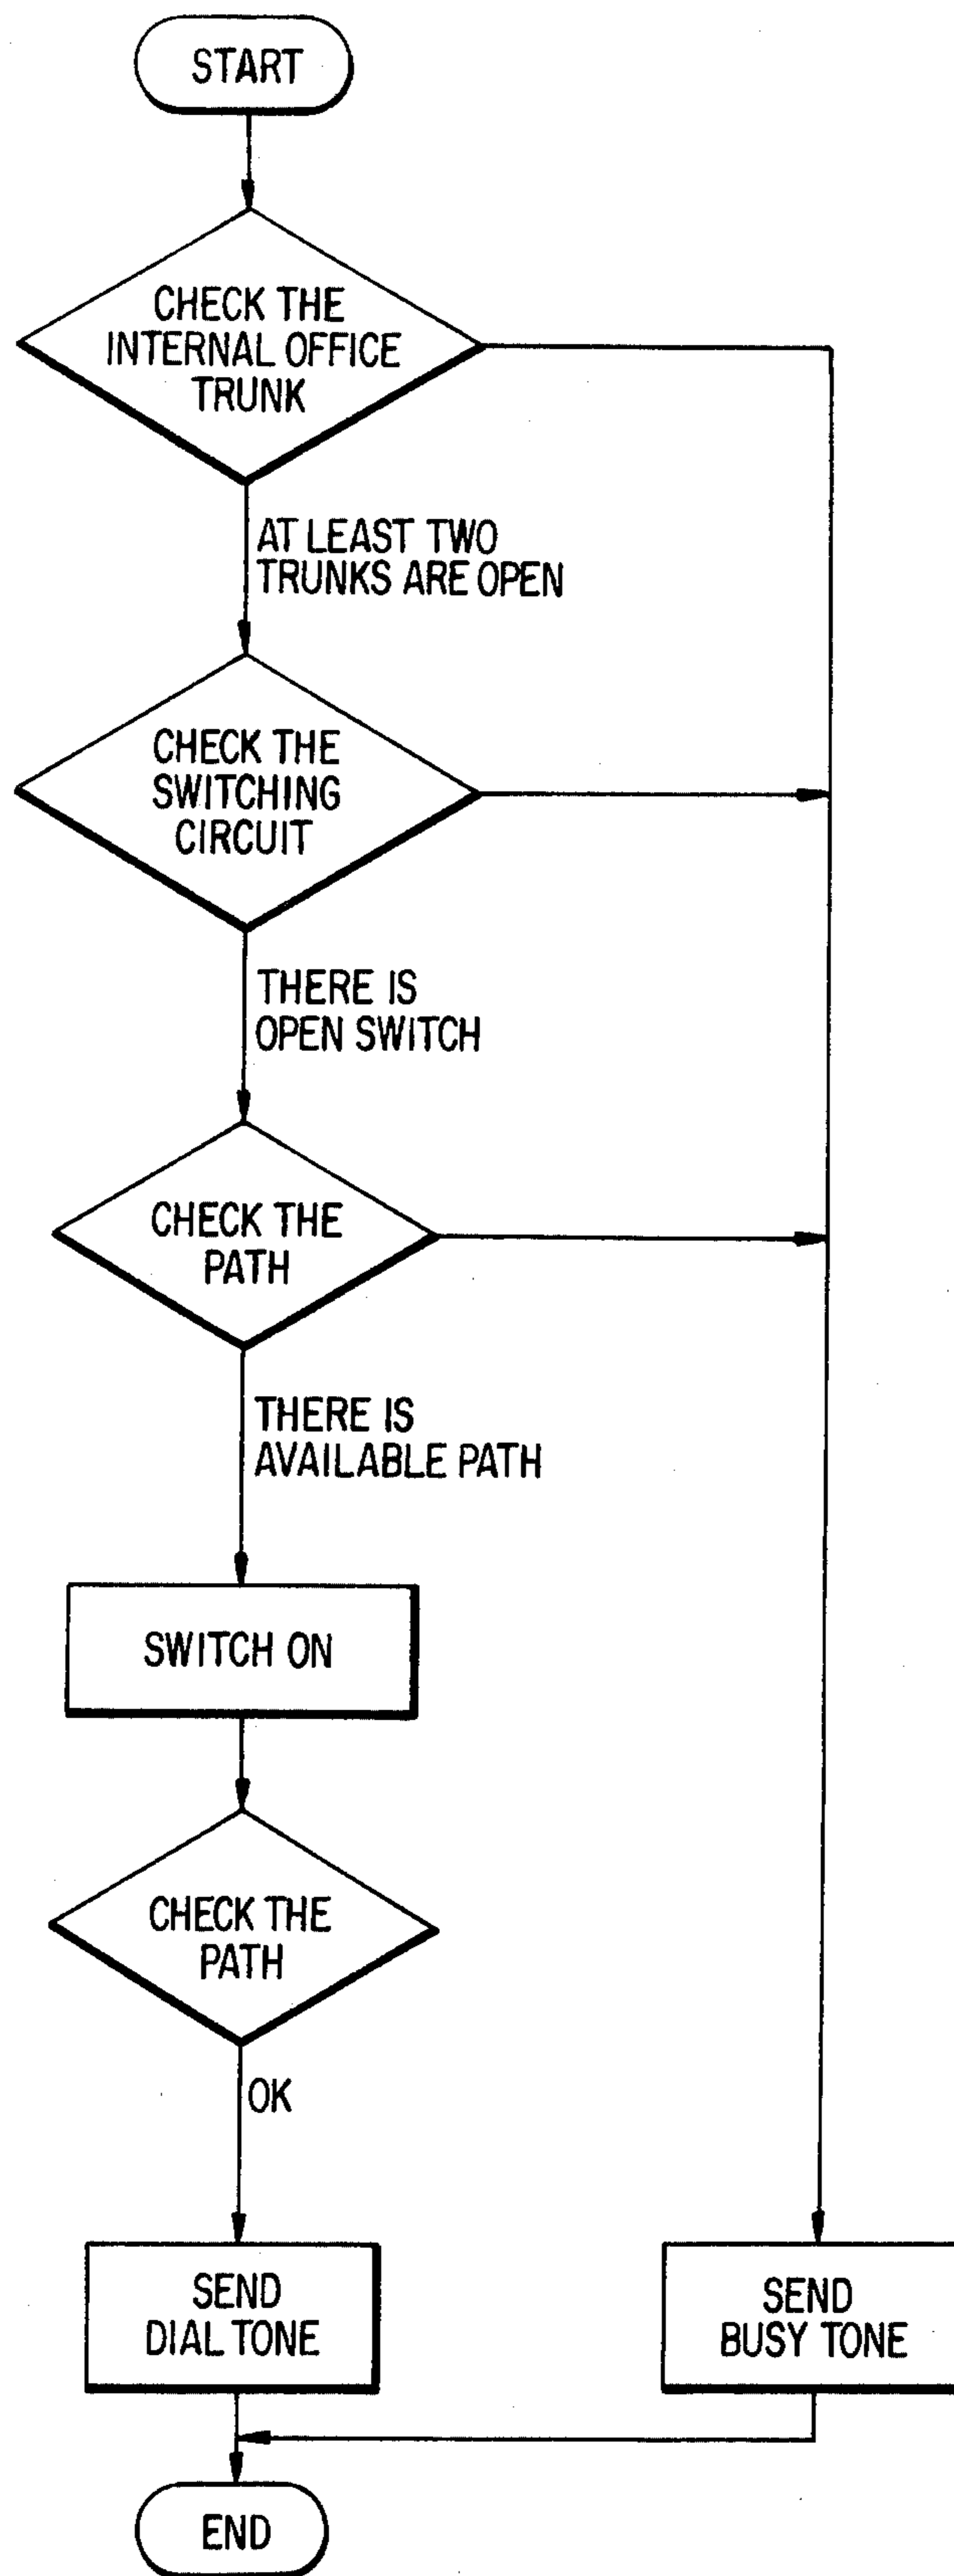 START
CHECK THE
INTERNAL OFFICE
TRUNK
AT LEAST TWO
TRUNKS ARE OPEN
CHECK THE
SWITCHING
CIRCUIT
THERE IS
OPEN SWITCH
CHECK THE
PATH
THERE IS
AVAILABLE PATH
SWITCH ON
CHECK THE
PATH
OK
SEND
DIAL TONE
SEND
BUSY TONE
END